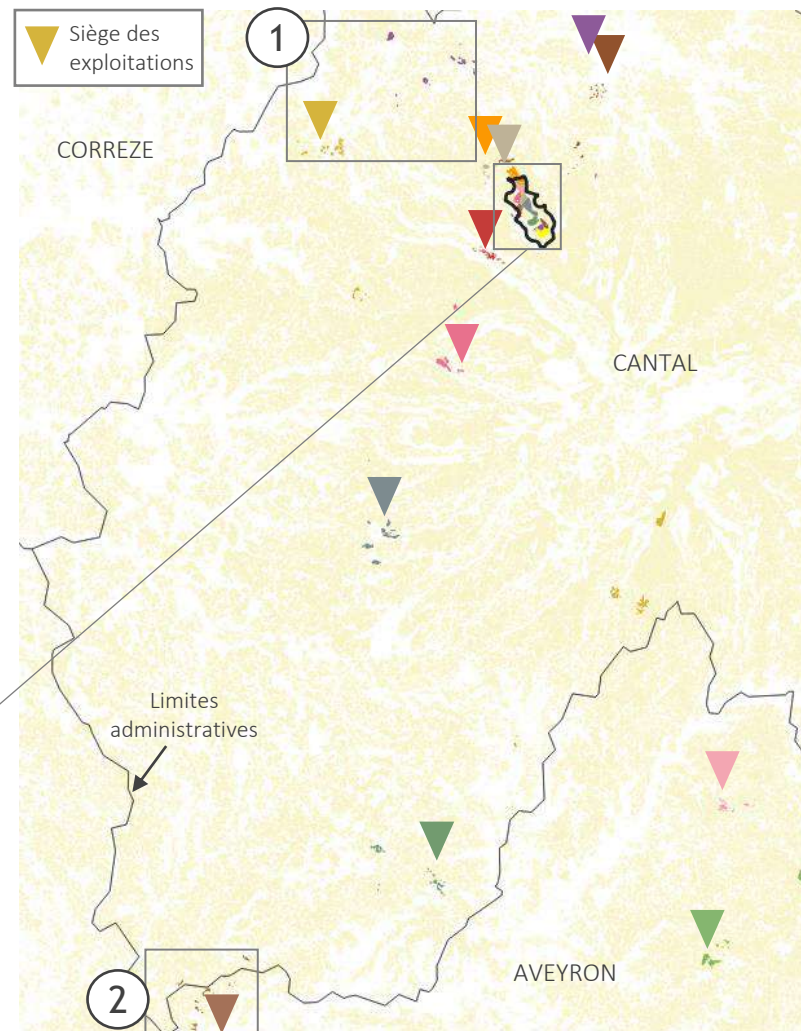 Siège des
exploitations
1
CORREZE
CANTAL
Limites
administratives
AVEYRON
2